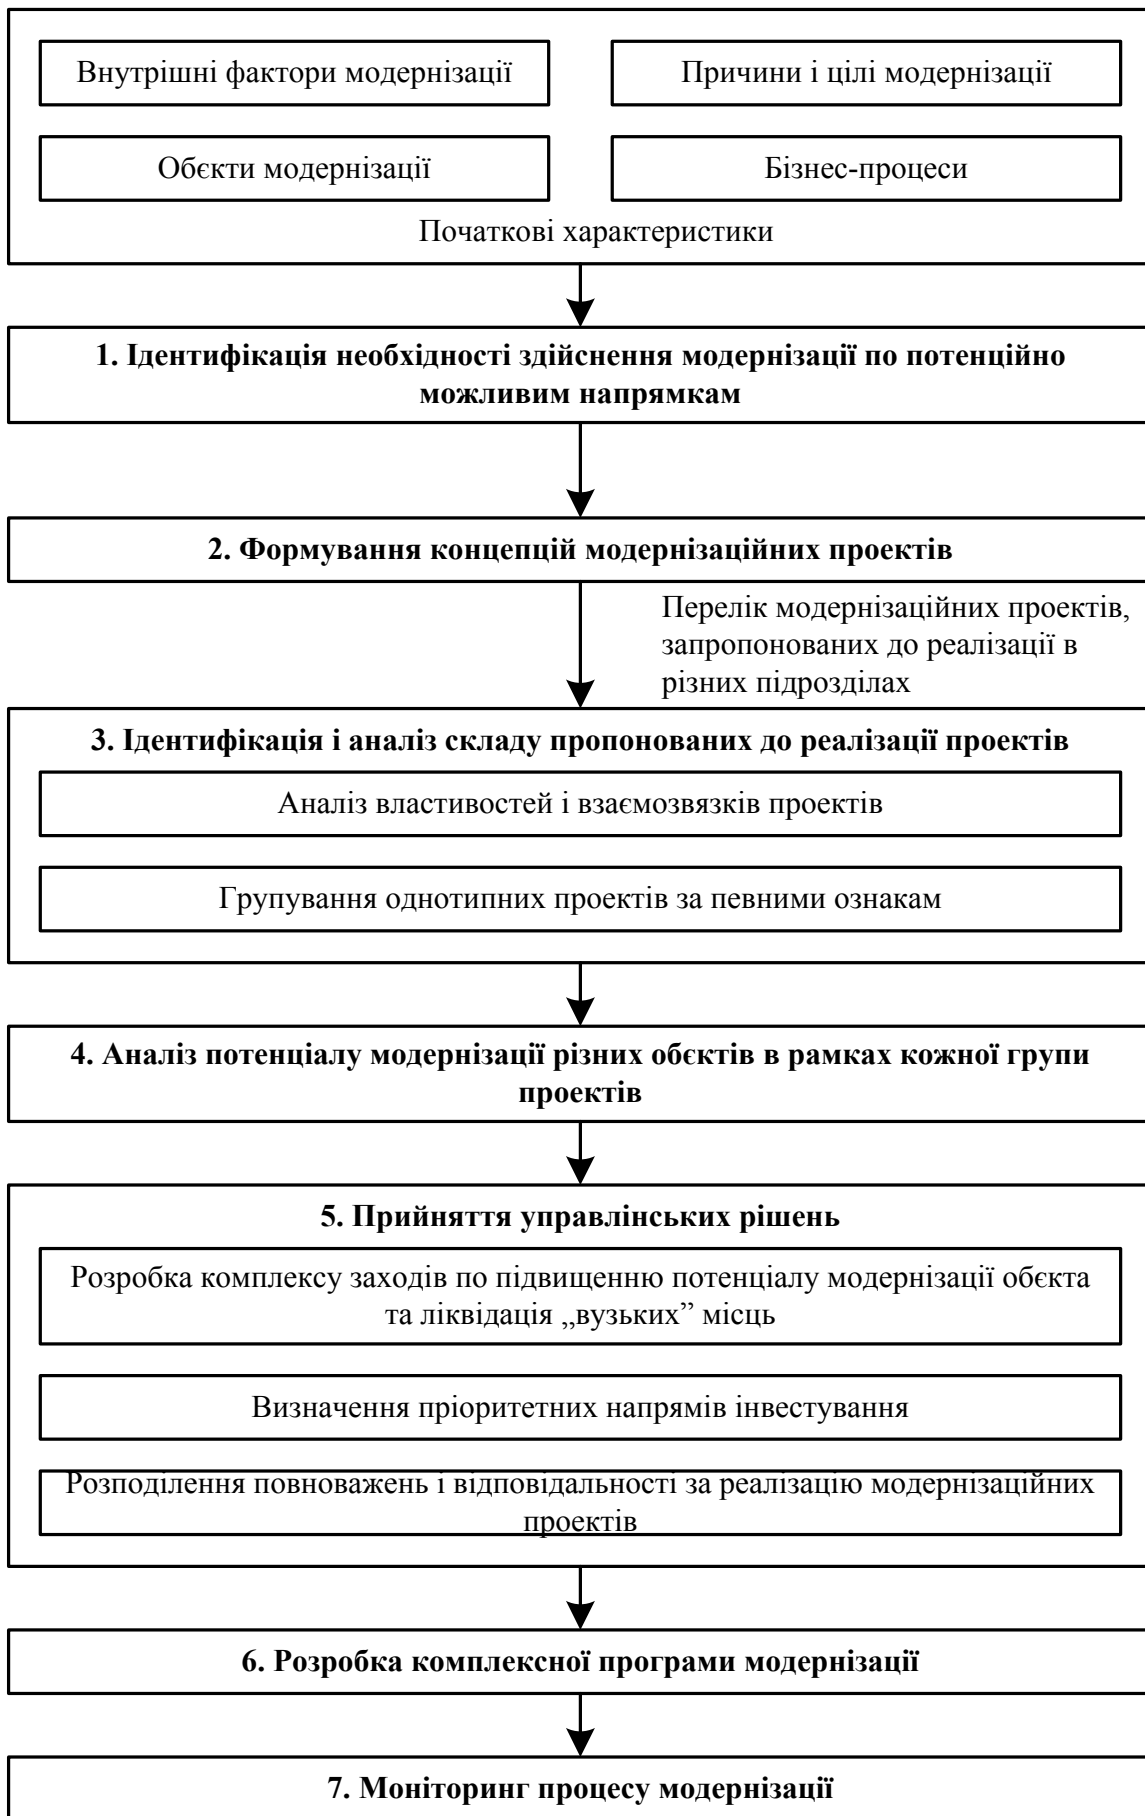 Внутрішні фактори модернізації
Причини і цілі модернізації
Обєкти модернізації
Бізнес-процеси
Початкові характеристики
1. Ідентифікація необхідності здійснення модернізації по потенційно
можливим напрямкам
2. Формування концепцій модернізаційних проектів
Перелік модернізаційних проектів,
запропонованих до реалізації в
різних підрозділах
3. Ідентифікація і аналіз складу пропонованих до реалізації проектів
Аналіз властивостей і взаємозвязків проектів
Групування однотипних проектів за певними ознакам
4. Аналіз потенціалу модернізації різних обєктів в рамках кожної групи
проектів
5. Прийняття управлінських рішень
Розробка комплексу заходів по підвищенню потенціалу модернізації обєкта
та ліквідація „вузьких” місць
Визначення пріоритетних напрямів інвестування
Розподілення повноважень і відповідальності за реалізацію модернізаційних
проектів
6. Розробка комплексної програми модернізації
7. Моніторинг процесу модернізації